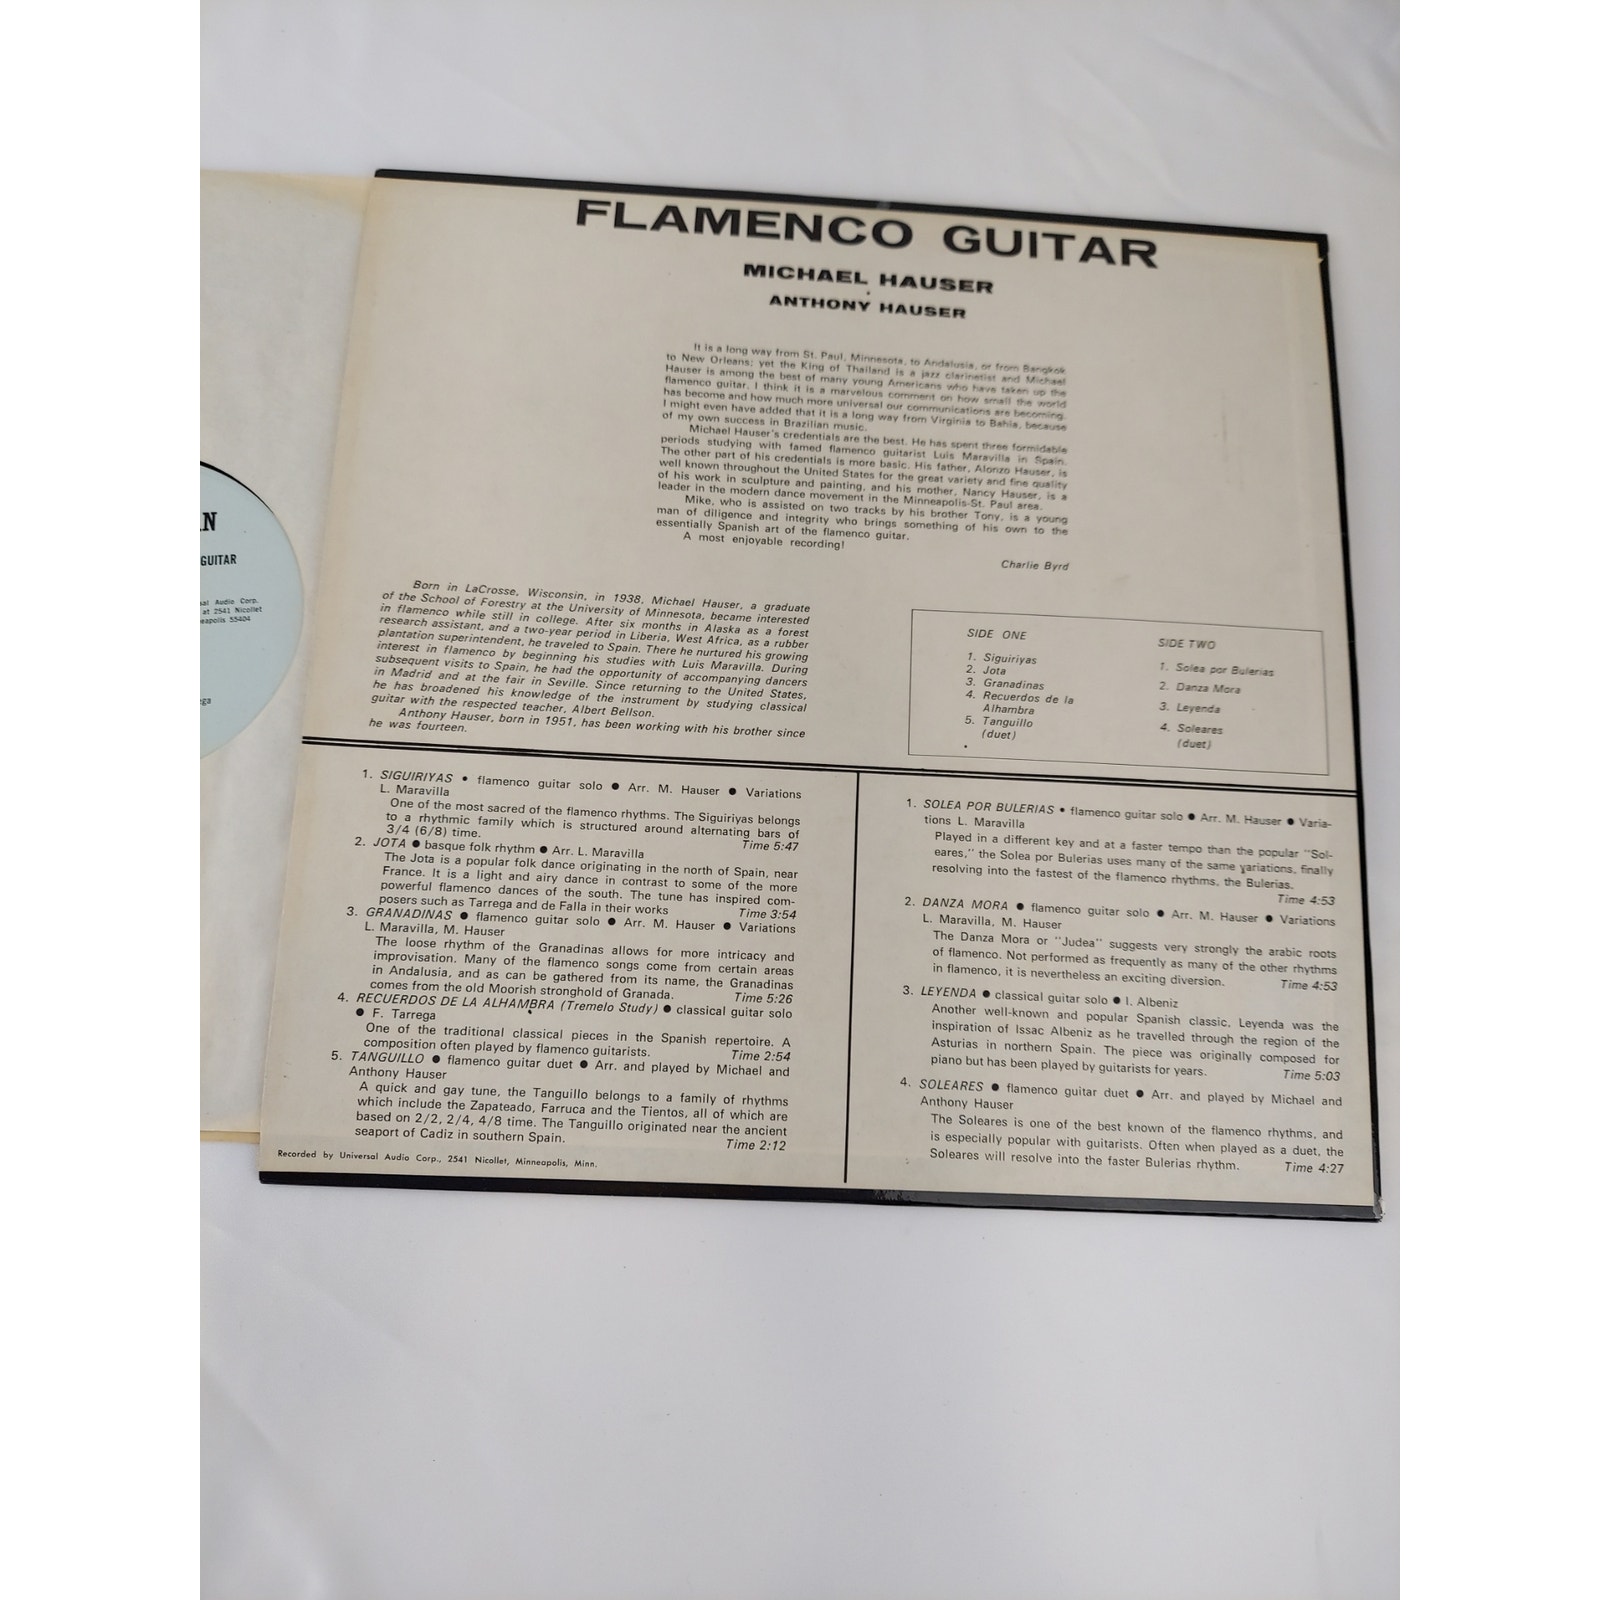 FLAMENCO GUITAR
MICHAEL HAUSER
ANTHONY HAUSER
It is a long way from St. Paul, Minnesota, to Andalusia, or from Bangkok
to New Orleans; yet the King of Thailand is a jazz clarinetist and Michael
Hauser is among the best of many young Americans who have taken up the
flamenco guitar. I think it is a marvelous comment on how small the world
has become and how much more universal our communications are becoming.
I might even have added that it is a long way from Virginia to Bahia, because
of my own success in Brazilian music.
Michael Hauser's credentials are the best. He has spent three formidable
periods studying with famed flamenco guitarist Luis Maravilla in Spain.
The other part of his credentials is more basic. His father, Alonzo Hauser, is
well known throughout the United States for the great variety and fine quality
of his work in sculpture and painting, and his mother, Nancy Hauser, is a
leader in the modern dance movement in the Minneapolis-St. Paul area.
Mike, who is assisted on two tracks by his brother Tony, is a young
man of diligence and integrity who brings something of his own to the
essentially Spanish art of the flamenco guitar.
A most enjoyable recording!
Charlie Byrd
Born in LaCrosse, Wisconsin, in 1938, Michael Hauser, a graduate
of the School of Forestry at the University of Minnesota, became interested
in flamenco while still in college. After six months in Alaska as a forest
research assistant, and a two-year period in Liberia, West Africa, as a rubber
plantation superintendent, he traveled to Spain. There he nurtured his growing
interest in flamenco by beginning his studies with Luis Maravilla. During
subsequent visits to Spain, he had the opportunity of accompanying dancers
in Madrid and at the fair in Seville. Since returning to the United States,
he has broadened his knowledge of the instrument by studying classical
guitar with the respected teacher, Albert Bellson.
Anthony Hauser, born in 1951, has been working with his brother since
he was fourteen.
SIDE ONE
1. Siguiriyas
2. Jota
3. Granadinas
4. Recuerdos de la
Alhambra
5. Tanguillo
(duet)
SIDE TWO
1. Solea por Bulerias
2. Danza Mora
3. Leyenda
4. Soleares
(duet)
1. SIGUIRIYAS • flamenco guitar solo ● Arr. M. Hauser ● Variations
L. Maravilla
One of the most sacred of the flamenco rhythms. The Siguiriyas belongs
to a rhythmic family which is structured around alternating bars of
3/4 (6/8) time. Time 5:47
2. JOTA ● basque folk rhythm ● Arr. L. Maravilla
The Jota is a popular folk dance originating in the north of Spain, near
France. It is a light and airy dance in contrast to some of the more
powerful flamenco dances of the south. The tune has inspired com-
posers such as Tarrega and de Falla in their works Time 3:54
3. GRANADINAS ● flamenco guitar solo ● Arr. M. Hauser ● Variations
L. Maravilla, M. Hauser
The loose rhythm of the Granadinas allows for more intricacy and
improvisation. Many of the flamenco songs come from certain areas
in Andalusia, and as can be gathered from its name, the Granadinas
comes from the old Moorish stronghold of Granada. Time 5:26
4. RECUERDOS DE LA ALHAMBRA (Tremelo Study) ● classical guitar solo
● F. Tarrega
One of the traditional classical pieces in the Spanish repertoire. A
composition often played by flamenco guitarists. Time 2:54
5. TANGUILLO ● flamenco guitar duet ● Arr. and played by Michael and
Anthony Hauser
A quick and gay tune, the Tanguillo belongs to a family of rhythms
which include the Zapateado, Farruca and the Tientos, all of which are
based on 2/2, 2/4, 4/8 time. The Tanguillo originated near the ancient
seaport of Cadiz in southern Spain. Time 2:12
Recorded by Universal Audio Corp., 2541 Nicollet, Minneapolis, Minn.
1. SOLEA POR BULERIAS • flamenco guitar solo ● Arr. M. Hauser ● Varia-
tions L. Maravilla
Played in a different key and at a faster tempo than the popular "Sol-
eares," the Solea por Bulerias uses many of the same variations, finally
resolving into the fastest of the flamenco rhythms, the Bulerias.
Time 4:53
2. DANZA MORA ● flamenco guitar solo ● Arr. M. Hauser ● Variations
L. Maravilla, M. Hauser
The Danza Mora or "Judea" suggests very strongly the arabic roots
of flamenco. Not performed as frequently as many of the other rhythms
in flamenco, it is nevertheless an exciting diversion. Time 4:53
3. LEYENDA ● classical guitar solo ● I. Albeniz
Another well-known and popular Spanish classic, Leyenda was the
inspiration of Issac Albeniz as he travelled through the region of the
Asturias in northern Spain. The piece was originally composed for
piano but has been played by guitarists for years. Time 5:03
4. SOLEARES ● flamenco guitar duet ● Arr. and played by Michael and
Anthony Hauser
The Soleares is one of the best known of the flamenco rhythms, and
is especially popular with guitarists. Often when played as a duet, the
Soleares will resolve into the faster Bulerias rhythm. Time 4:27
GUITAR
Audio Corp.
at 2541 Nicollet
55404